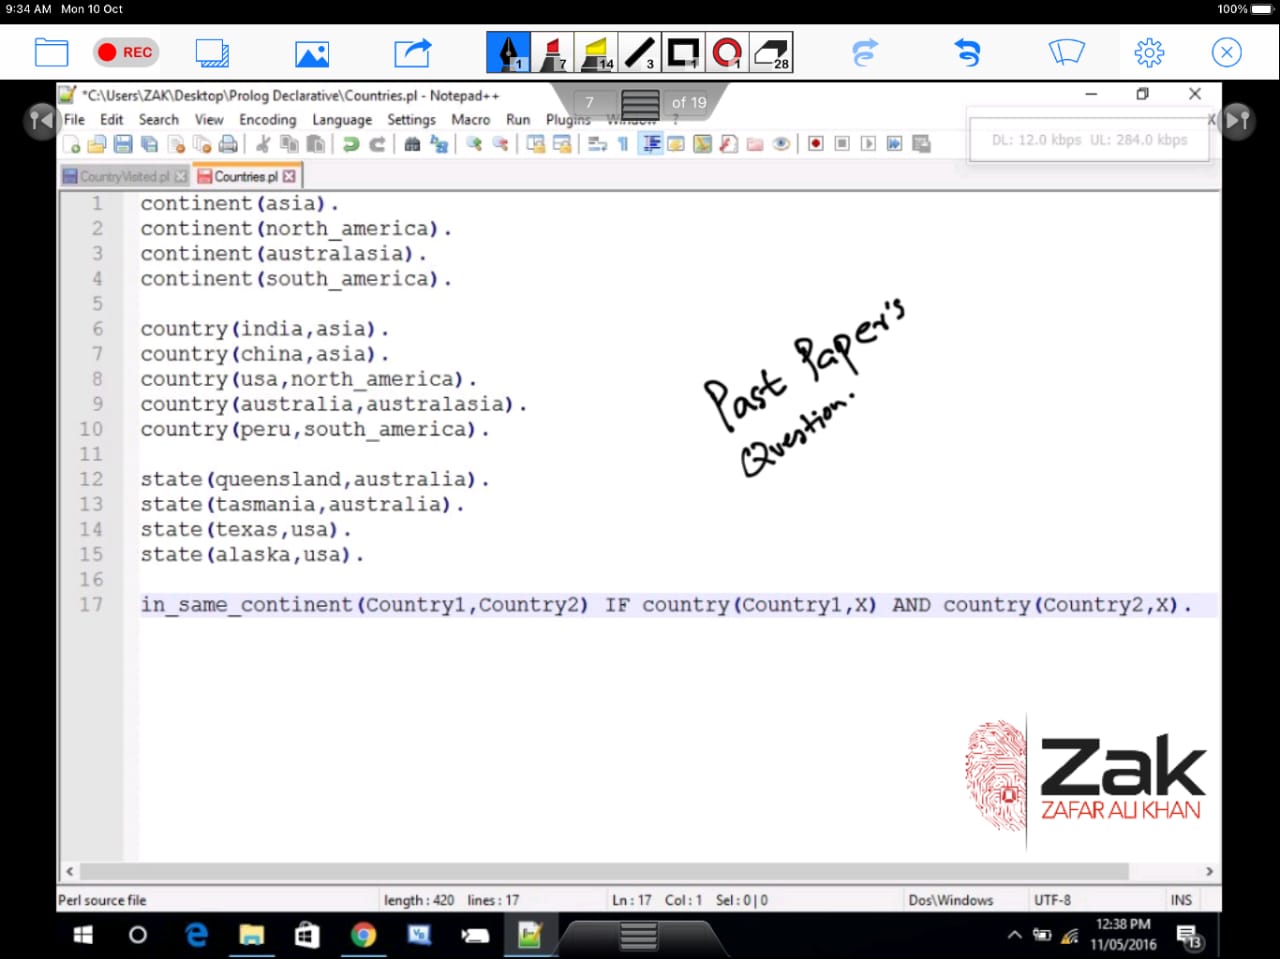 9:34 AM Mon 10 Oct
100%
REC
1
7
14
3
1
1
28
*C:\Users\ZAK\Desktop\Prolog Declarative\Countries.pl - Notepad++
7 of 19
File Edit Search View Encoding Language Settings Macro Run Plugins Window ?
X
DL: 12.0 kbps UL: 284.0 kbps
CountryVisited.pl Countries.pl
1 continent(asia).
2 continent(north_america).
3 continent(australasia).
4 continent(south_america).
5
6 country(india,asia).
7 country(china,asia).
8 country(usa,north_america).
9 country(australia,australasia).
10 country(peru,south_america).
11
12 state(queensland,australia).
13 state(tasmania,australia).
14 state(texas,usa).
15 state(alaska,usa).
16
17 in_same_continent(Country1,Country2) IF country(Country1,X) AND country(Country2,X).
Past Paper's
Question.
Zak
ZAFAR ALI KHAN
Perl source file length : 420 lines : 17 Ln : 17 Col : 1 Sel : 0 | 0 Dos\Windows UTF-8 INS
12:38 PM
11/05/2016
13